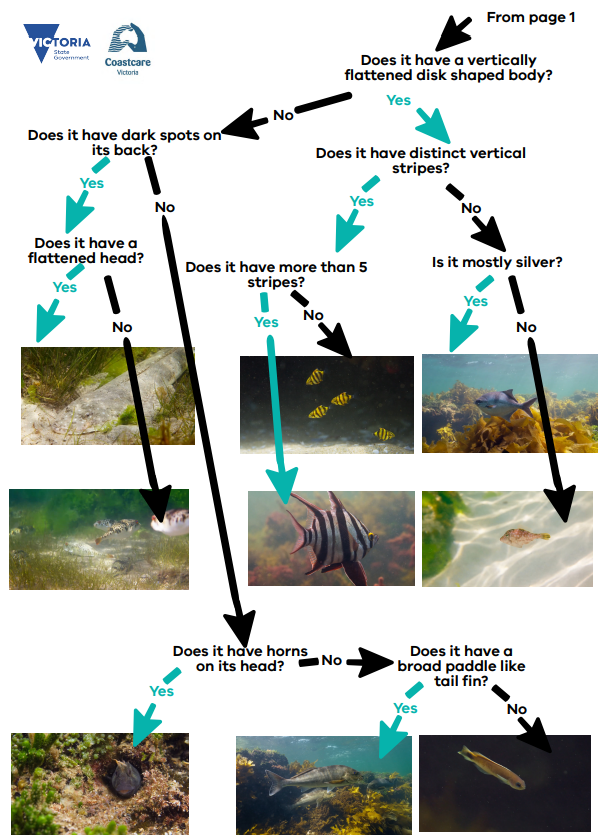 From page 1
VICTORIA
State
Government
Coastcare
Victoria
Does it have a vertically
flattened disk shaped body?
No
Yes
Does it have dark spots on
its back?
Does it have distinct vertical
stripes?
Yes
No
Yes
No
Does it have a
flattened head?
Does it have more than 5
stripes?
Is it mostly silver?
Yes
No
Yes
No
Yes
No
Does it have horns
on its head?
No
Does it have a
broad paddle like
tail fin?
Yes
Yes
No